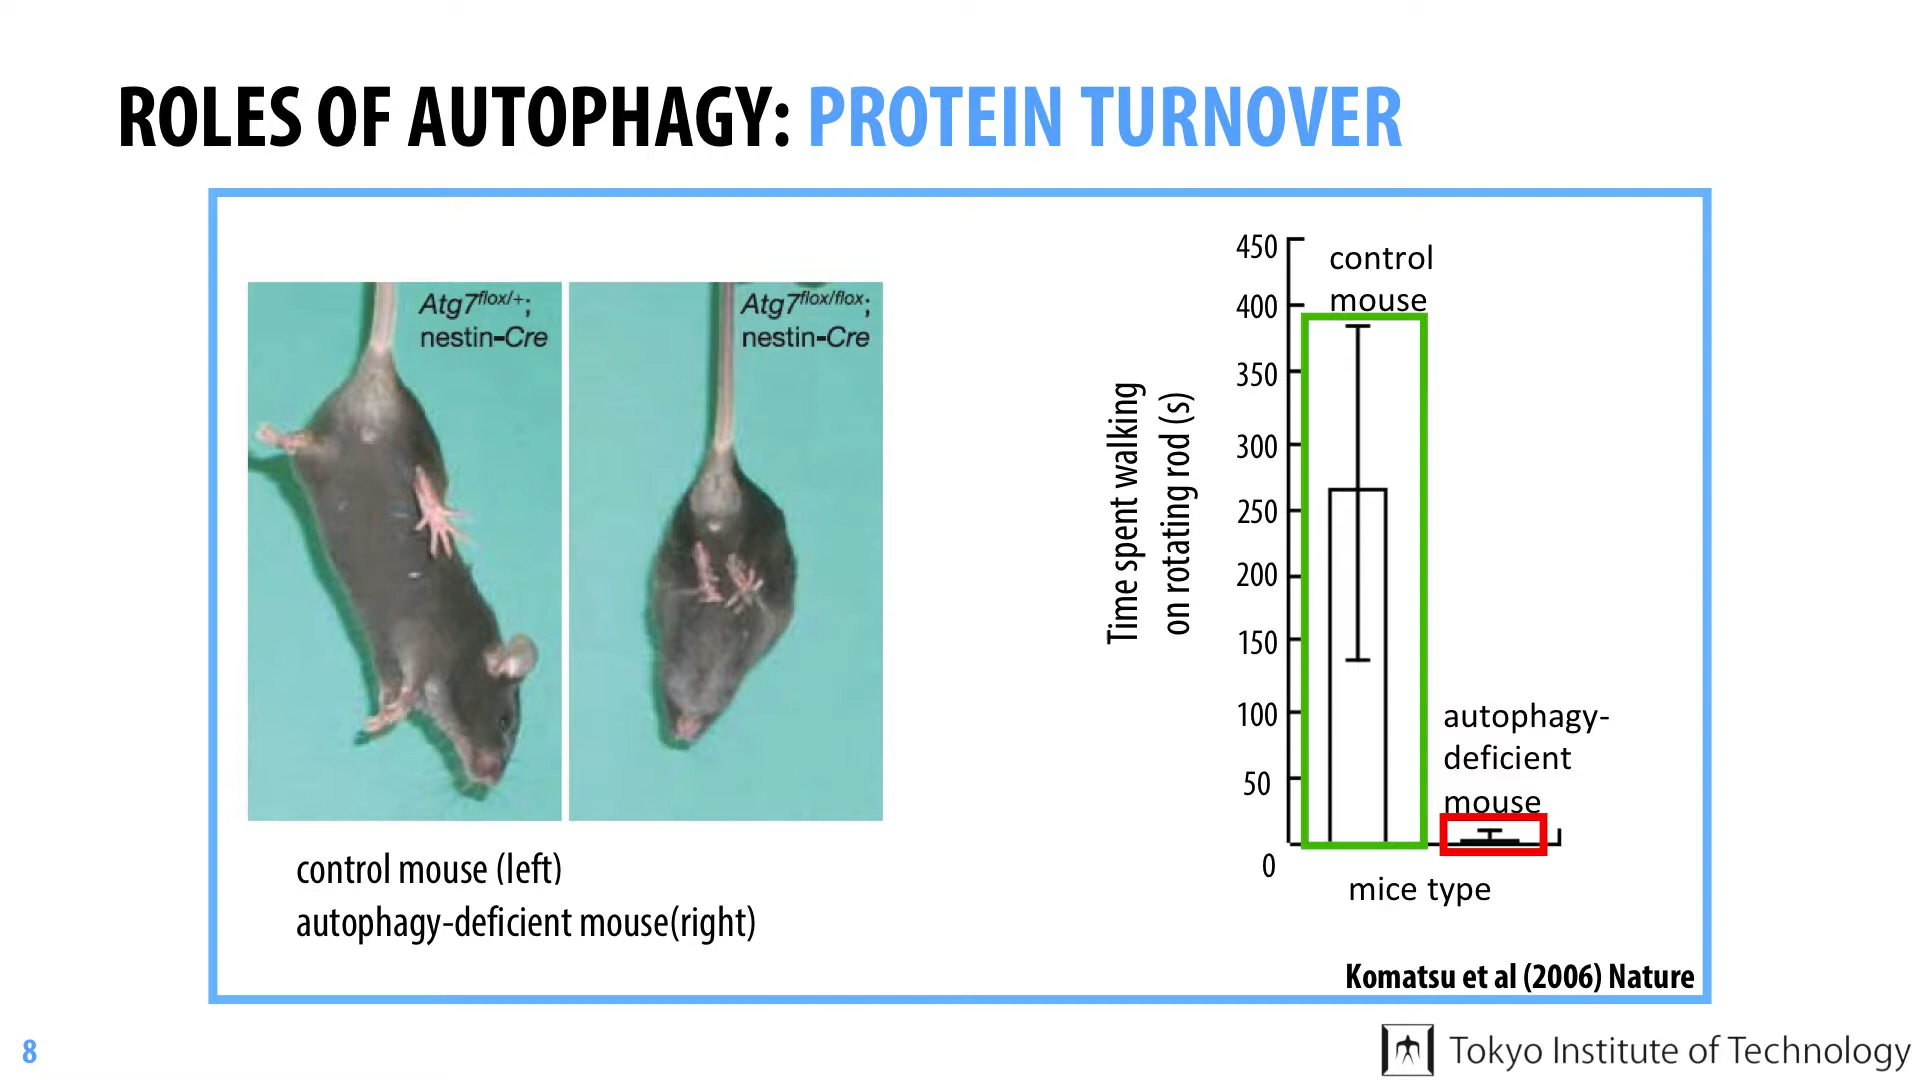 ROLES OF AUTOPHAGY: PROTEIN TURNOVER
Atg7flox/+;
nestin-Cre
Atg7flox/flox;
nestin-Cre
control mouse (left)
autophagy-deficient mouse(right)
Time spent walking
on rotating rod (s)
450
400
350
300
250
200
150
100
50
0
control
mouse
autophagy-
deficient
mouse
mice type
Komatsu et al (2006) Nature
8
Tokyo Institute of Technology